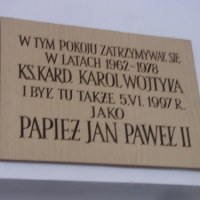 W TYM POKOJU ZATRZYMYWAŁ SIĘ
W LATACH 1962-1978
KS. KARD. KAROL WOJTYŁA
I BYŁ TU TAKŻE 5.VI.1997 R.
JAKO
PAPIEŻ JAN PAWEŁ II